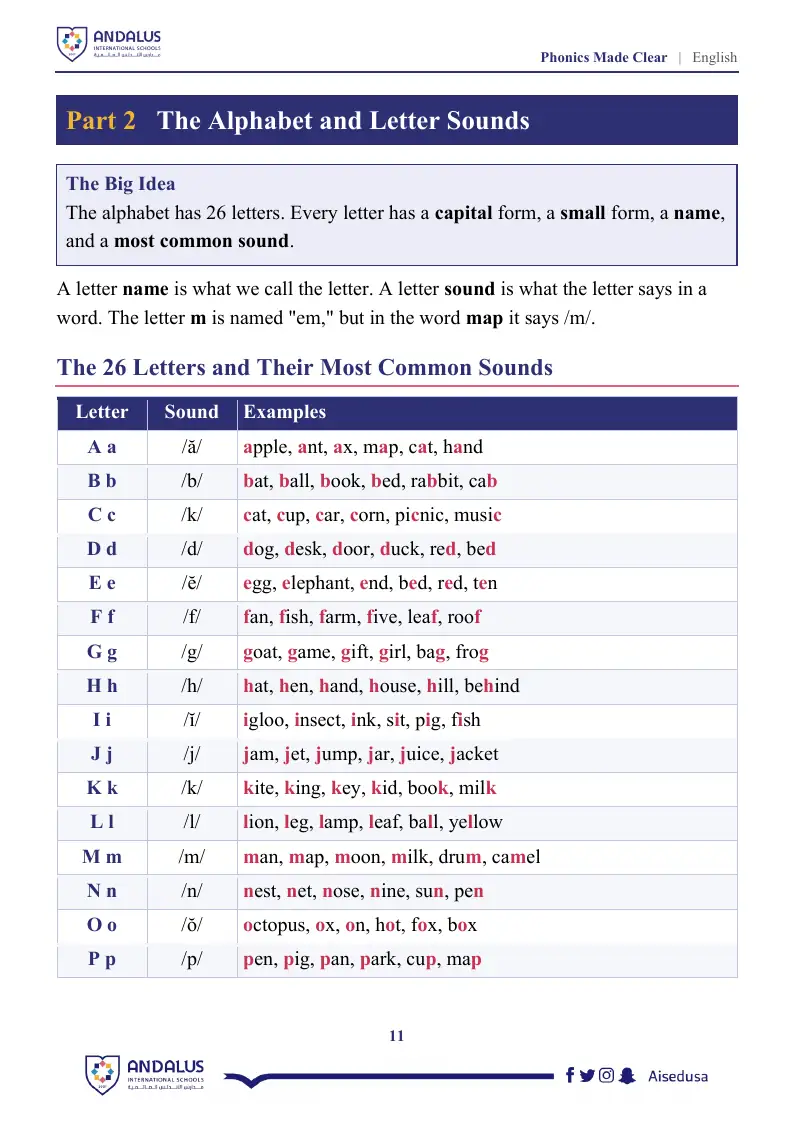 ANDALUS
INTERNATIONAL SCHOOLS
مدارس الأندلس العالمية
Phonics Made Clear | English
Part 2 The Alphabet and Letter Sounds
The Big Idea
The alphabet has 26 letters. Every letter has a capital form, a small form, a name,
and a most common sound.
A letter name is what we call the letter. A letter sound is what the letter says in a
word. The letter m is named "em," but in the word map it says /m/.
The 26 Letters and Their Most Common Sounds
Letter Sound Examples
A a /ă/ apple, ant, ax, map, cat, hand
B b /b/ bat, ball, book, bed, rabbit, cab
C c /k/ cat, cup, car, corn, picnic, music
D d /d/ dog, desk, door, duck, red, bed
E e /ĕ/ egg, elephant, end, bed, red, ten
F f /f/ fan, fish, farm, five, leaf, roof
G g /g/ goat, game, gift, girl, bag, frog
H h /h/ hat, hen, hand, house, hill, behind
I i /ĭ/ igloo, insect, ink, sit, pig, fish
J j /j/ jam, jet, jump, jar, juice, jacket
K k /k/ kite, king, key, kid, book, milk
L l /l/ lion, leg, lamp, leaf, ball, yellow
M m /m/ man, map, moon, milk, drum, camel
N n /n/ nest, net, nose, nine, sun, pen
O o /ŏ/ octopus, ox, on, hot, fox, box
P p /p/ pen, pig, pan, park, cup, map
11
ANDALUS
INTERNATIONAL SCHOOLS
مدارس الأندلس العالمية
Aisedusa